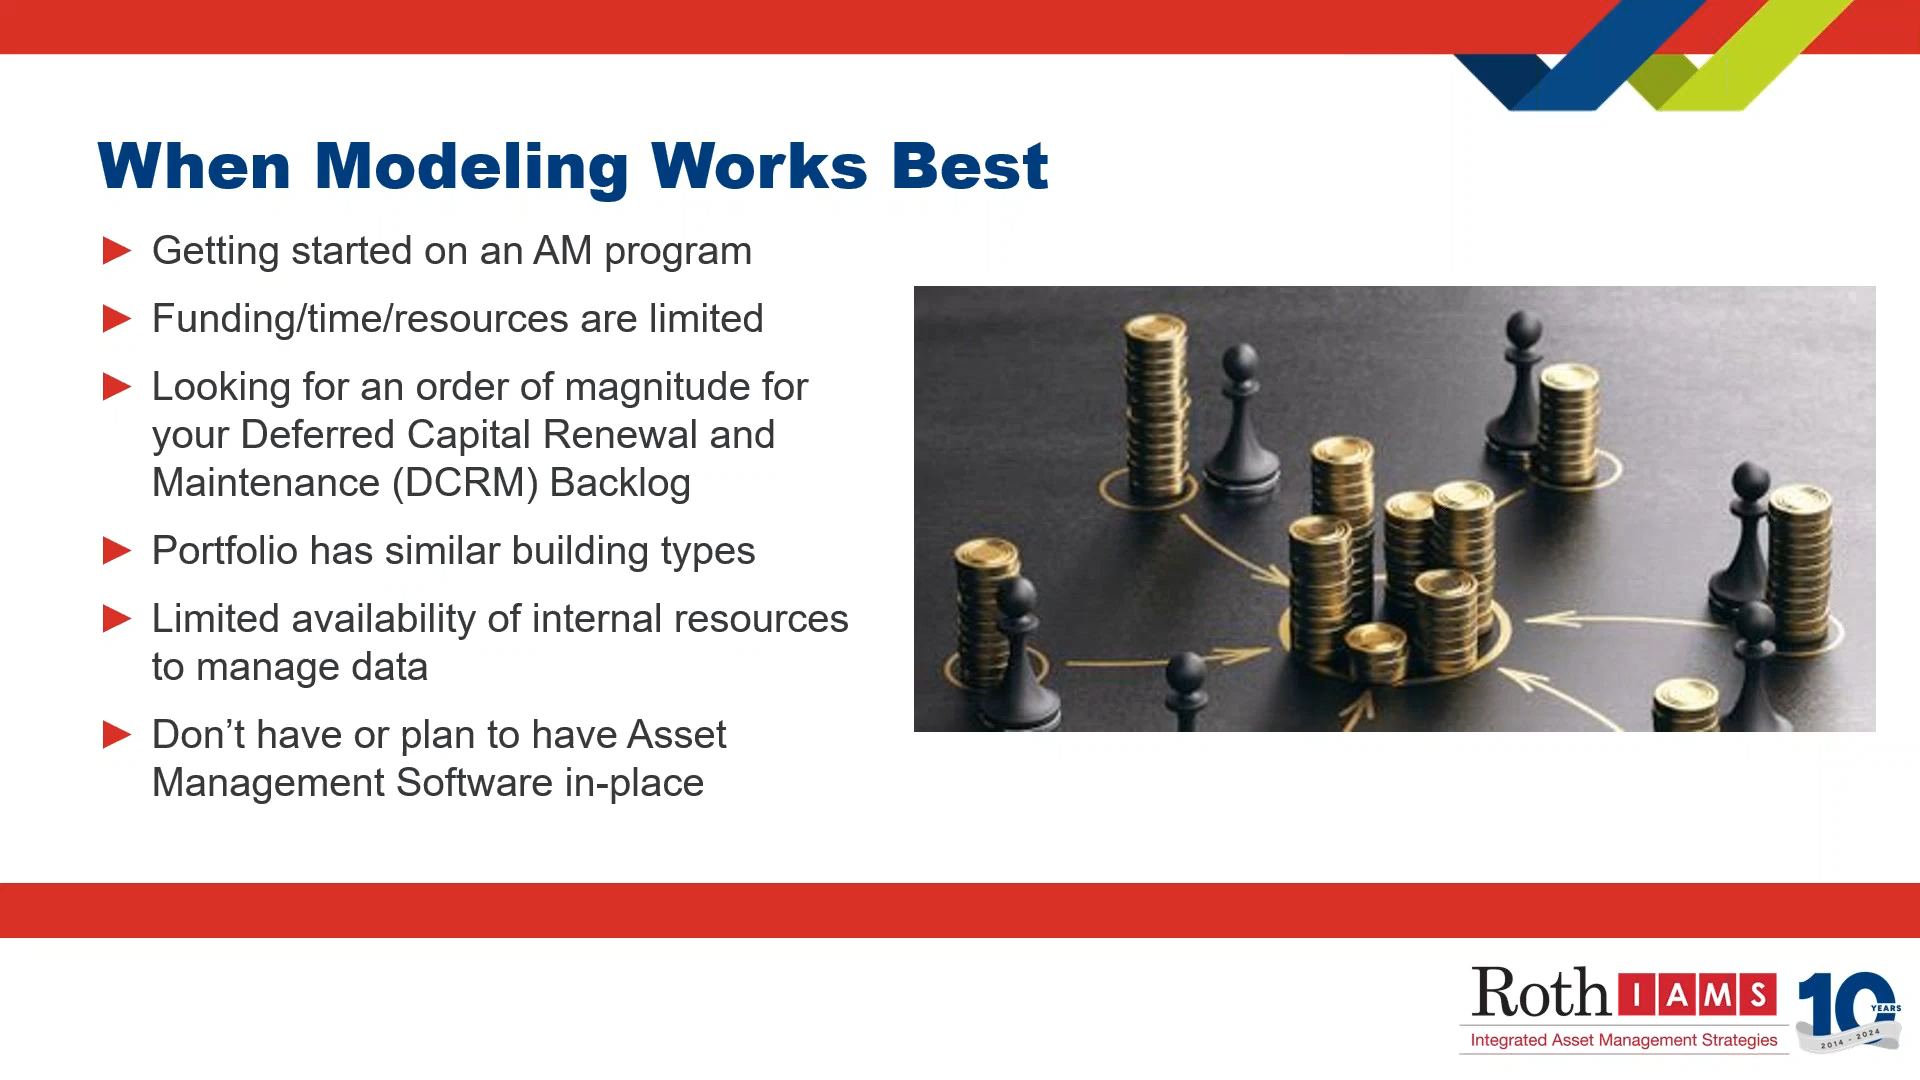 When Modeling Works Best
Getting started on an AM program
Funding/time/resources are limited
Looking for an order of magnitude for
your Deferred Capital Renewal and
Maintenance (DCRM) Backlog
Portfolio has similar building types
Limited availability of internal resources
to manage data
Don’t have or plan to have Asset
Management Software in-place
Roth IAMS
Integrated Asset Management Strategies
10 YEARS
2014 - 2024